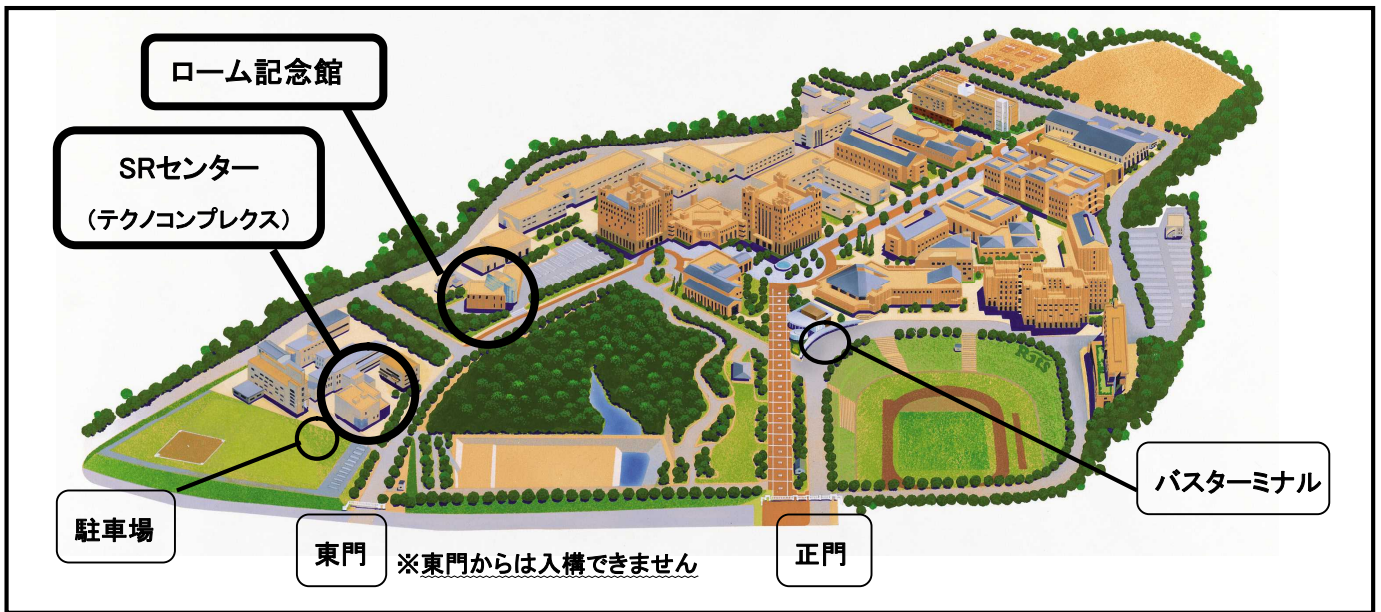 ローム記念館
SRセンター
（テクノコンプレクス）
RITS
バスターミナル
駐車場
東門
※東門からは入構できません
正門